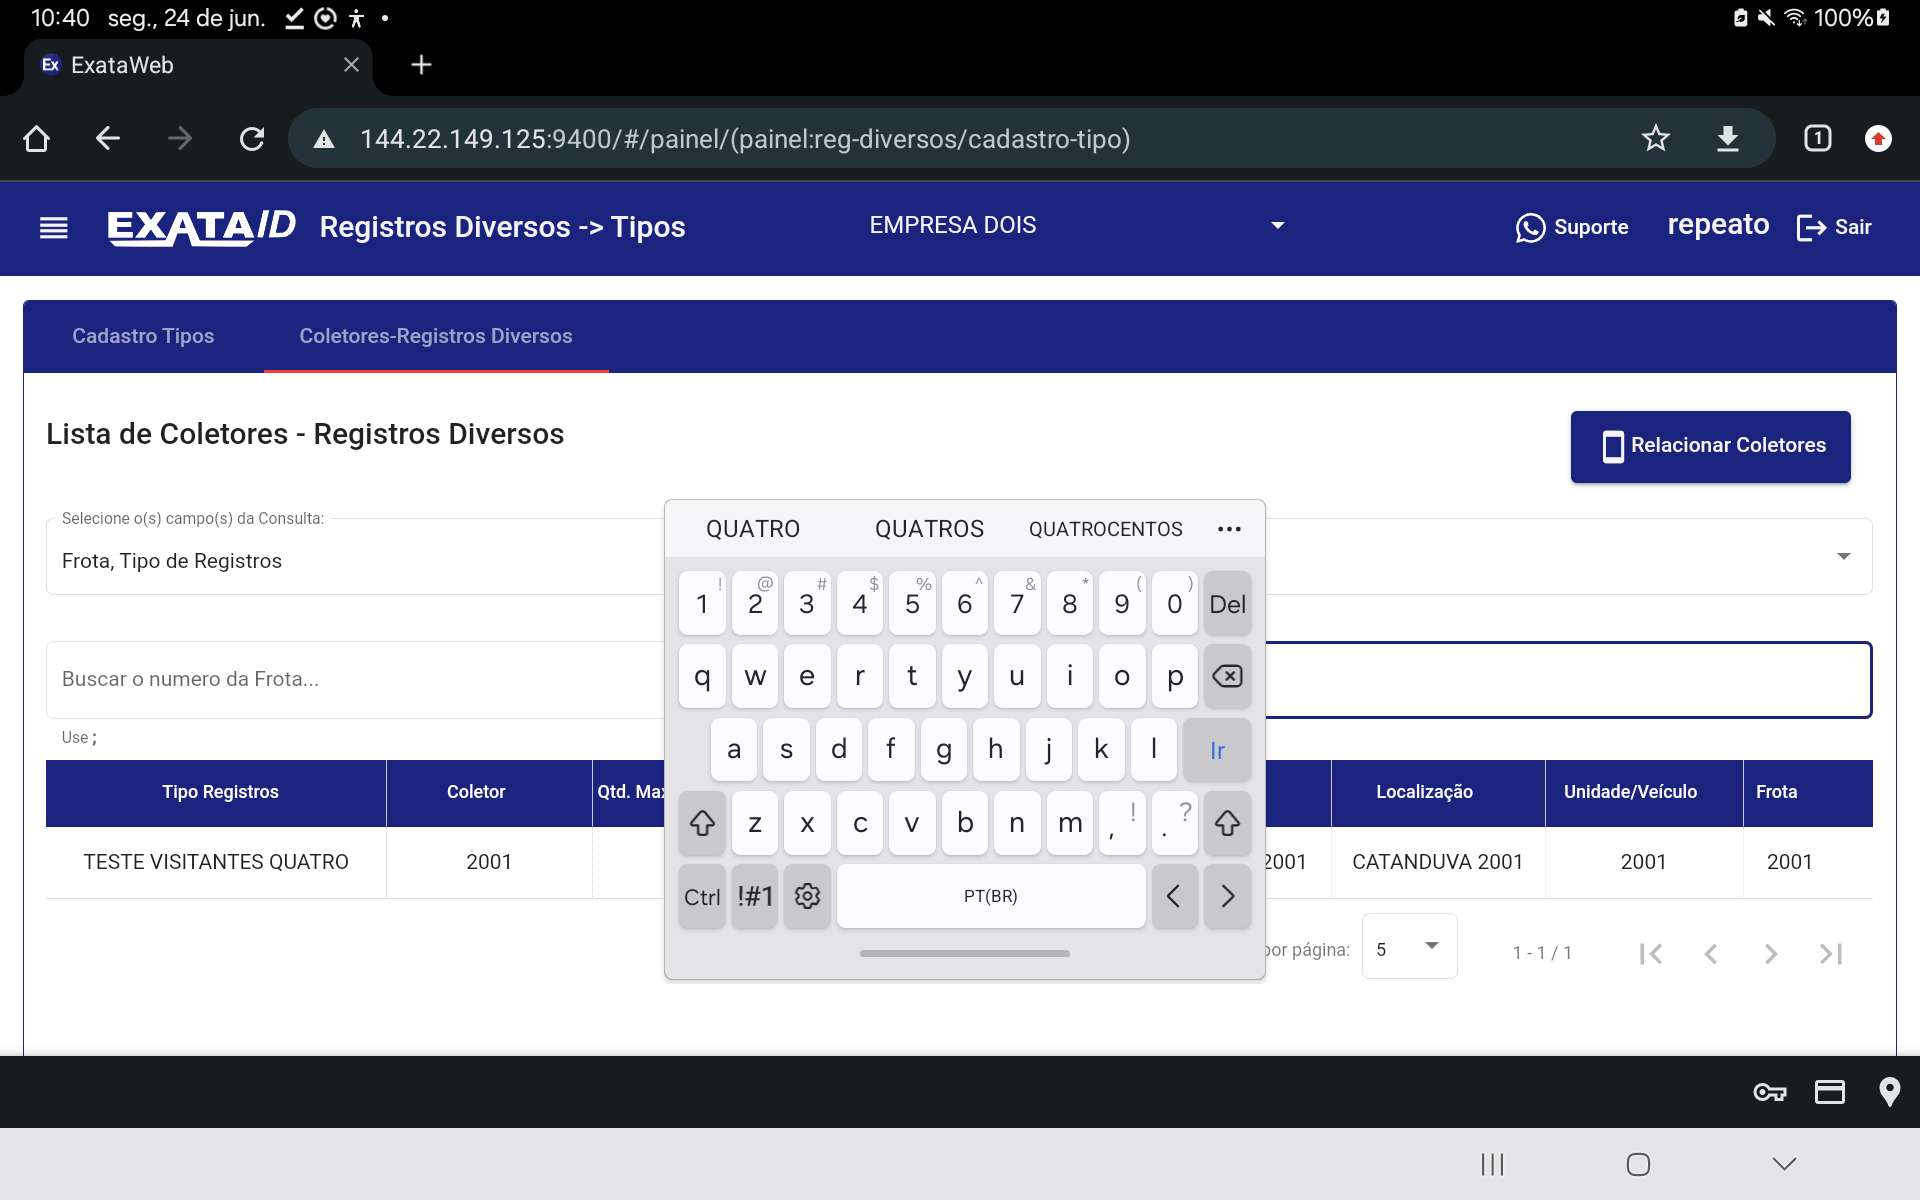 10:40 seg., 24 de jun. 100%
Ex ExataWeb
144.22.149.125:9400/#/painel/(painel:reg-diversos/cadastro-tipo) 1
EXATAID Registros Diversos -> Tipos EMPRESA DOIS Suporte repeato Sair
Cadastro Tipos Coletores-Registros Diversos
Lista de Coletores - Registros Diversos
Relacionar Coletores
Selecione o(s) campo(s) da Consulta:
Frota, Tipo de Registros
Buscar o numero da Frota...
Use ;
Tipo Registros Coletor Qtd. Max Localização Unidade/Veículo Frota
TESTE VISITANTES QUATRO 2001 2001 CATANDUVA 2001 2001 2001
por página: 5 1 - 1 / 1
QUATRO QUATROS QUATROCENTOS
! @ # $ % ^ & * ( )
1 2 3 4 5 6 7 8 9 0 Del
q w e r t y u i o p
a s d f g h j k l Ir
z x c v b n m , ! . ?
Ctrl !#1 PT(BR) < >